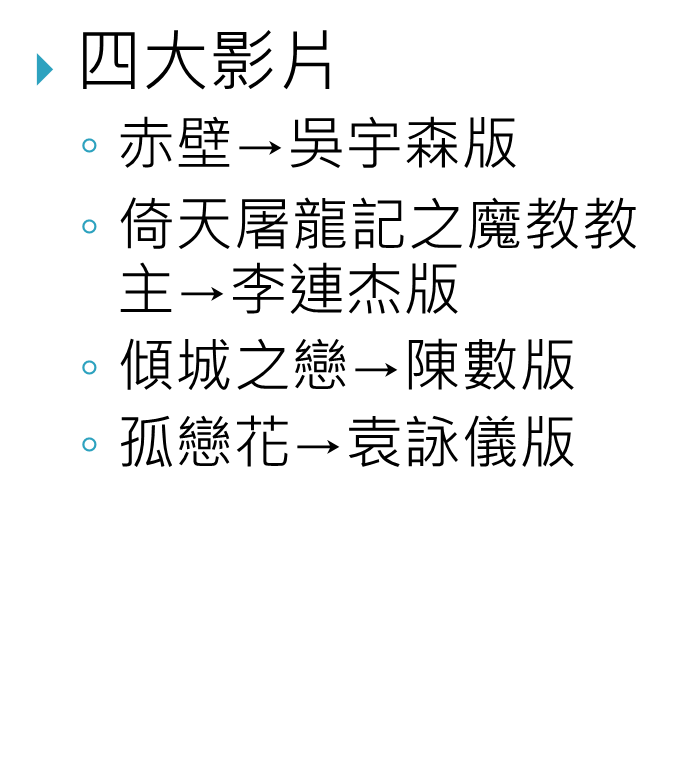 四大影片
赤壁→吳宇森版
倚天屠龍記之魔教教
主→李連杰版
傾城之戀→陳數版
孤戀花→袁詠儀版